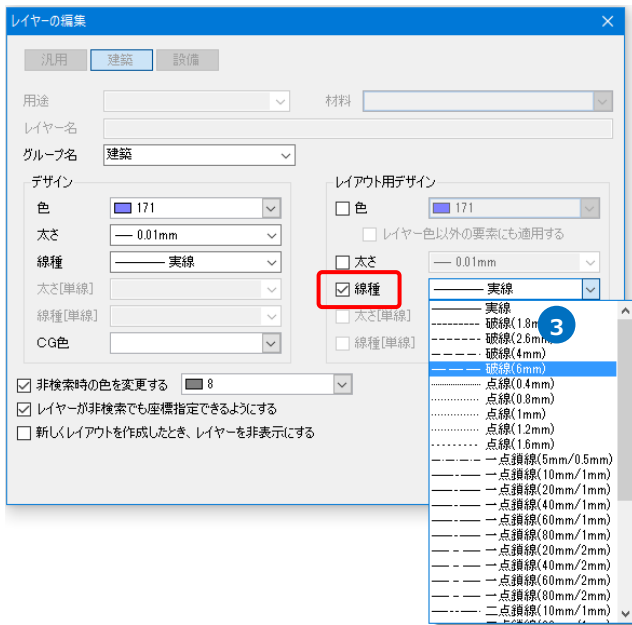 レイヤーの編集
汎用 建築 設備
用途 材料
レイヤー名
グループ名 建築
デザイン
色 171
太さ 0.01mm
線種 実線
太さ[単線]
線種[単線]
CG色
レイアウト用デザイン
色 171
レイヤー色以外の要素にも適用する
太さ 0.01mm
線種 実線
太さ[単線]
線種[単線]
実線
破線(1.8m
破線(2.6mm)
破線(4mm)
破線(6mm)
点線(0.4mm)
点線(0.8mm)
点線(1mm)
点線(1.2mm)
点線(1.6mm)
一点鎖線(5mm/0.5mm)
一点鎖線(10mm/1mm)
一点鎖線(20mm/1mm)
一点鎖線(40mm/1mm)
一点鎖線(60mm/1mm)
一点鎖線(80mm/1mm)
一点鎖線(20mm/2mm)
一点鎖線(40mm/2mm)
一点鎖線(60mm/2mm)
一点鎖線(80mm/2mm)
二点鎖線(10mm/1mm)
3
非検索時の色を変更する 8
レイヤーが非検索でも座標指定できるようにする
新しくレイアウトを作成したとき、レイヤーを非表示にする